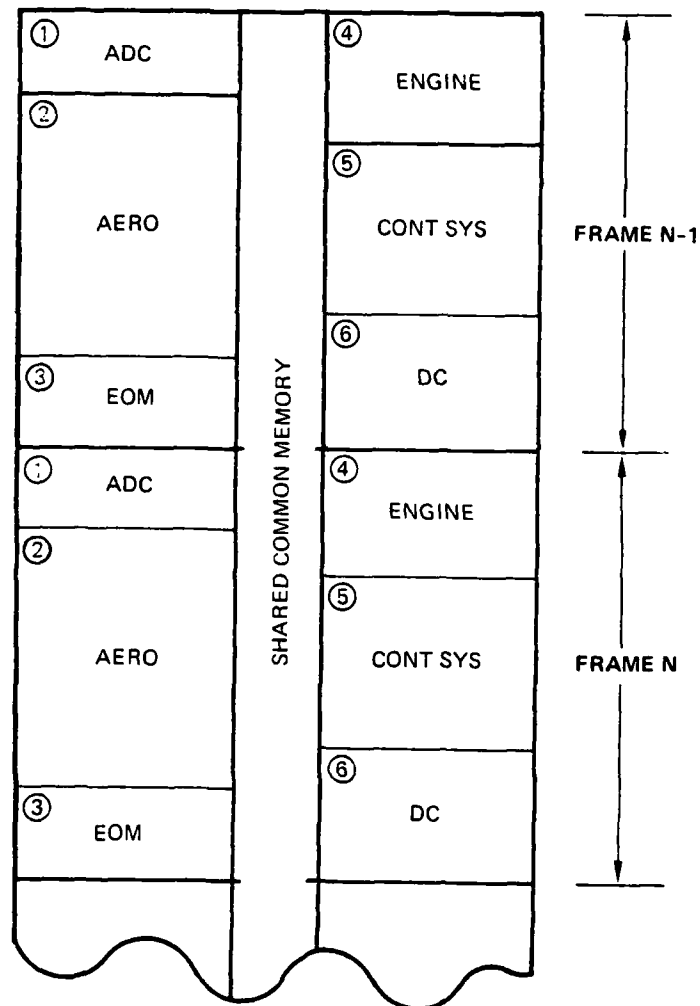 ① ADC
② AERO
③ EOM
① ADC
② AERO
③ EOM
SHARED COMMON MEMORY
④ ENGINE
⑤ CONT SYS
⑥ DC
④ ENGINE
⑤ CONT SYS
⑥ DC
FRAME N-1
FRAME N